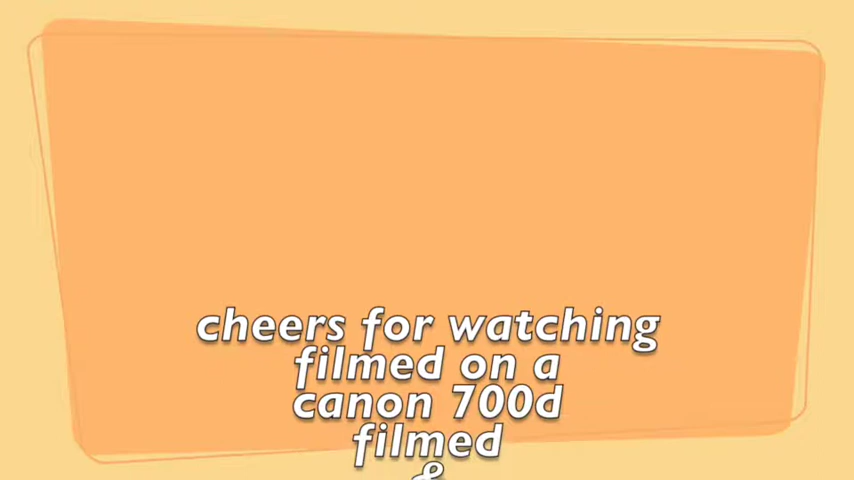 cheers for watching
filmed on a
canon 700d
filmed
&